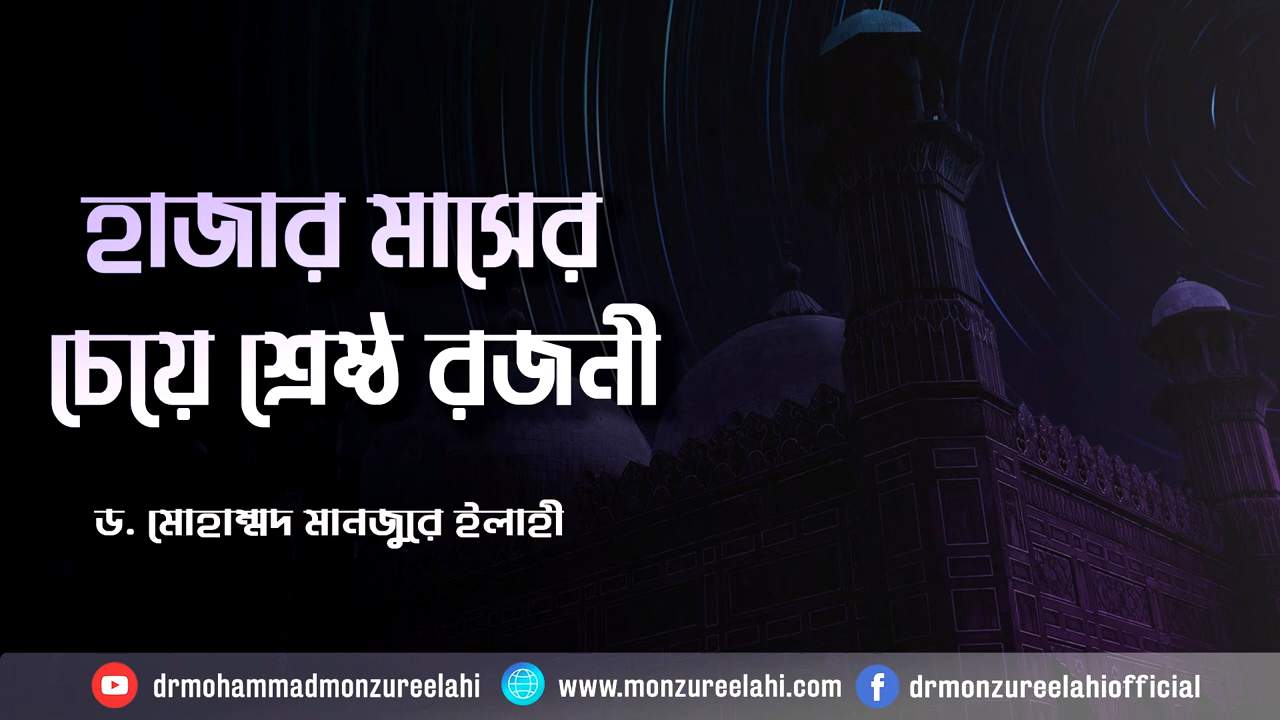 হাজার মাসের
চেয়ে শ্রেষ্ঠ রজনী
ড. মোহাম্মদ মানজুরে ইলাহী
drmohammadmonzureelahi www.monzureelahi.com drmonzureelahiofficial